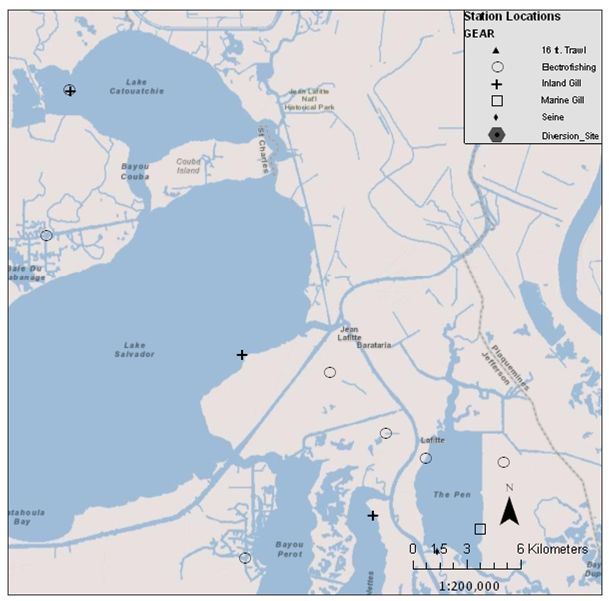 Station Locations
GEAR
16 ft. Trawl
Electrofishing
Inland Gill
Marine Gill
Seine
Diversion_Site
Lake
Catouatchie
Jean Lafitte
Nat'l
Historical Park
St Charles
Bayou
Couba
Couba
Island
Lake
Salvador
Jean
Lafitte
Barataria
Plaquemines
Jefferson
Lafitte
The Pen
N
Bay
Bayou
Perot
0 1.5 3 6 Kilometers
1:200,000
Bay